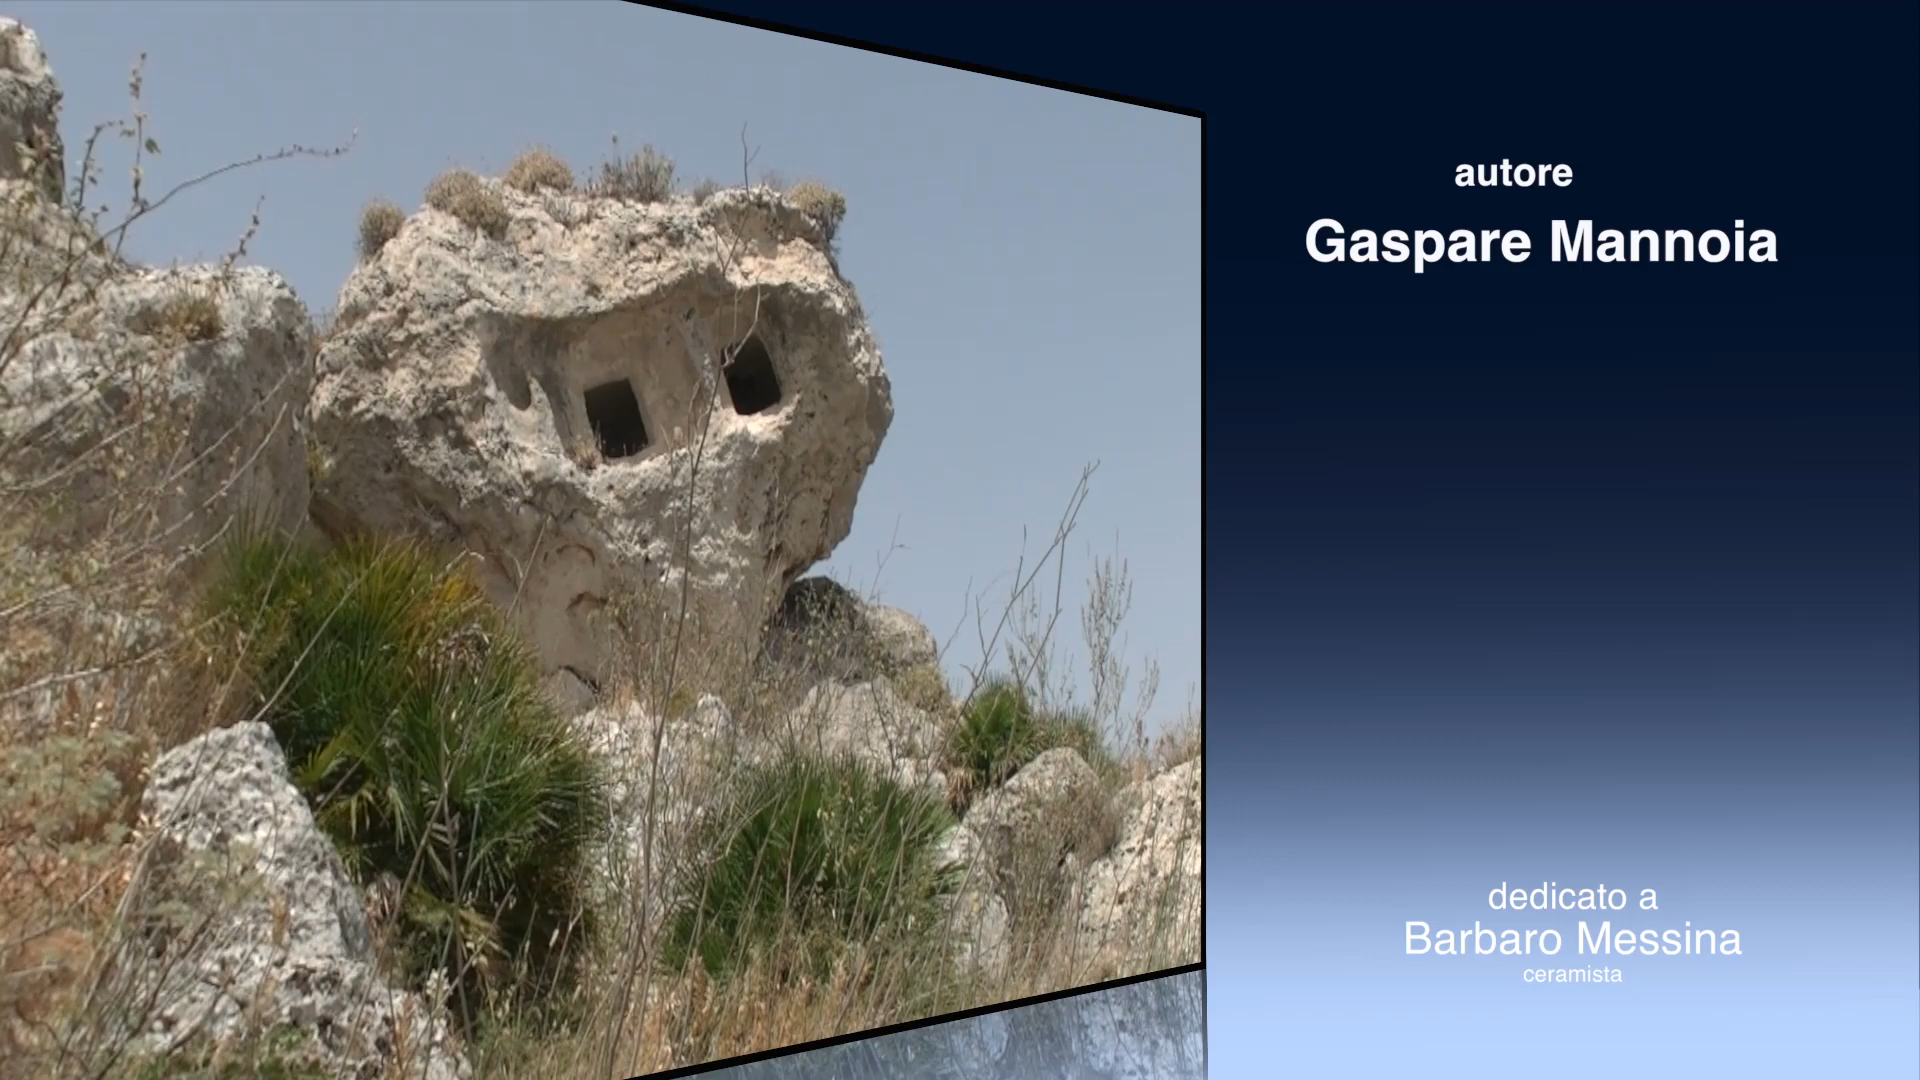 autore
Gaspare Mannoia
dedicato a
Barbaro Messina
ceramista